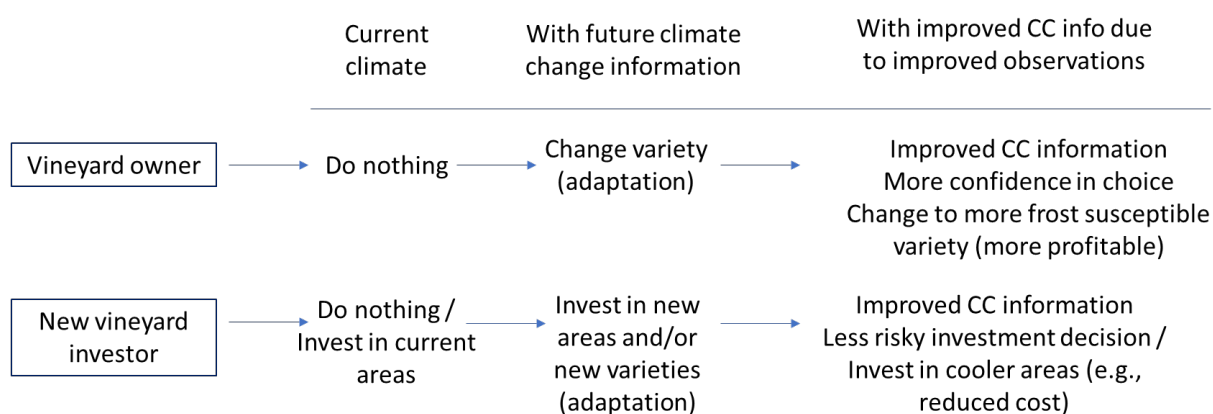 Current
climate
With future climate
change information
With improved CC info due
to improved observations
Vineyard owner
Do nothing
Change variety
(adaptation)
Improved CC information
More confidence in choice
Change to more frost susceptible
variety (more profitable)
New vineyard
investor
Do nothing /
Invest in current
areas
Invest in new
areas and/or
new varieties
(adaptation)
Improved CC information
Less risky investment decision /
Invest in cooler areas (e.g.,
reduced cost)